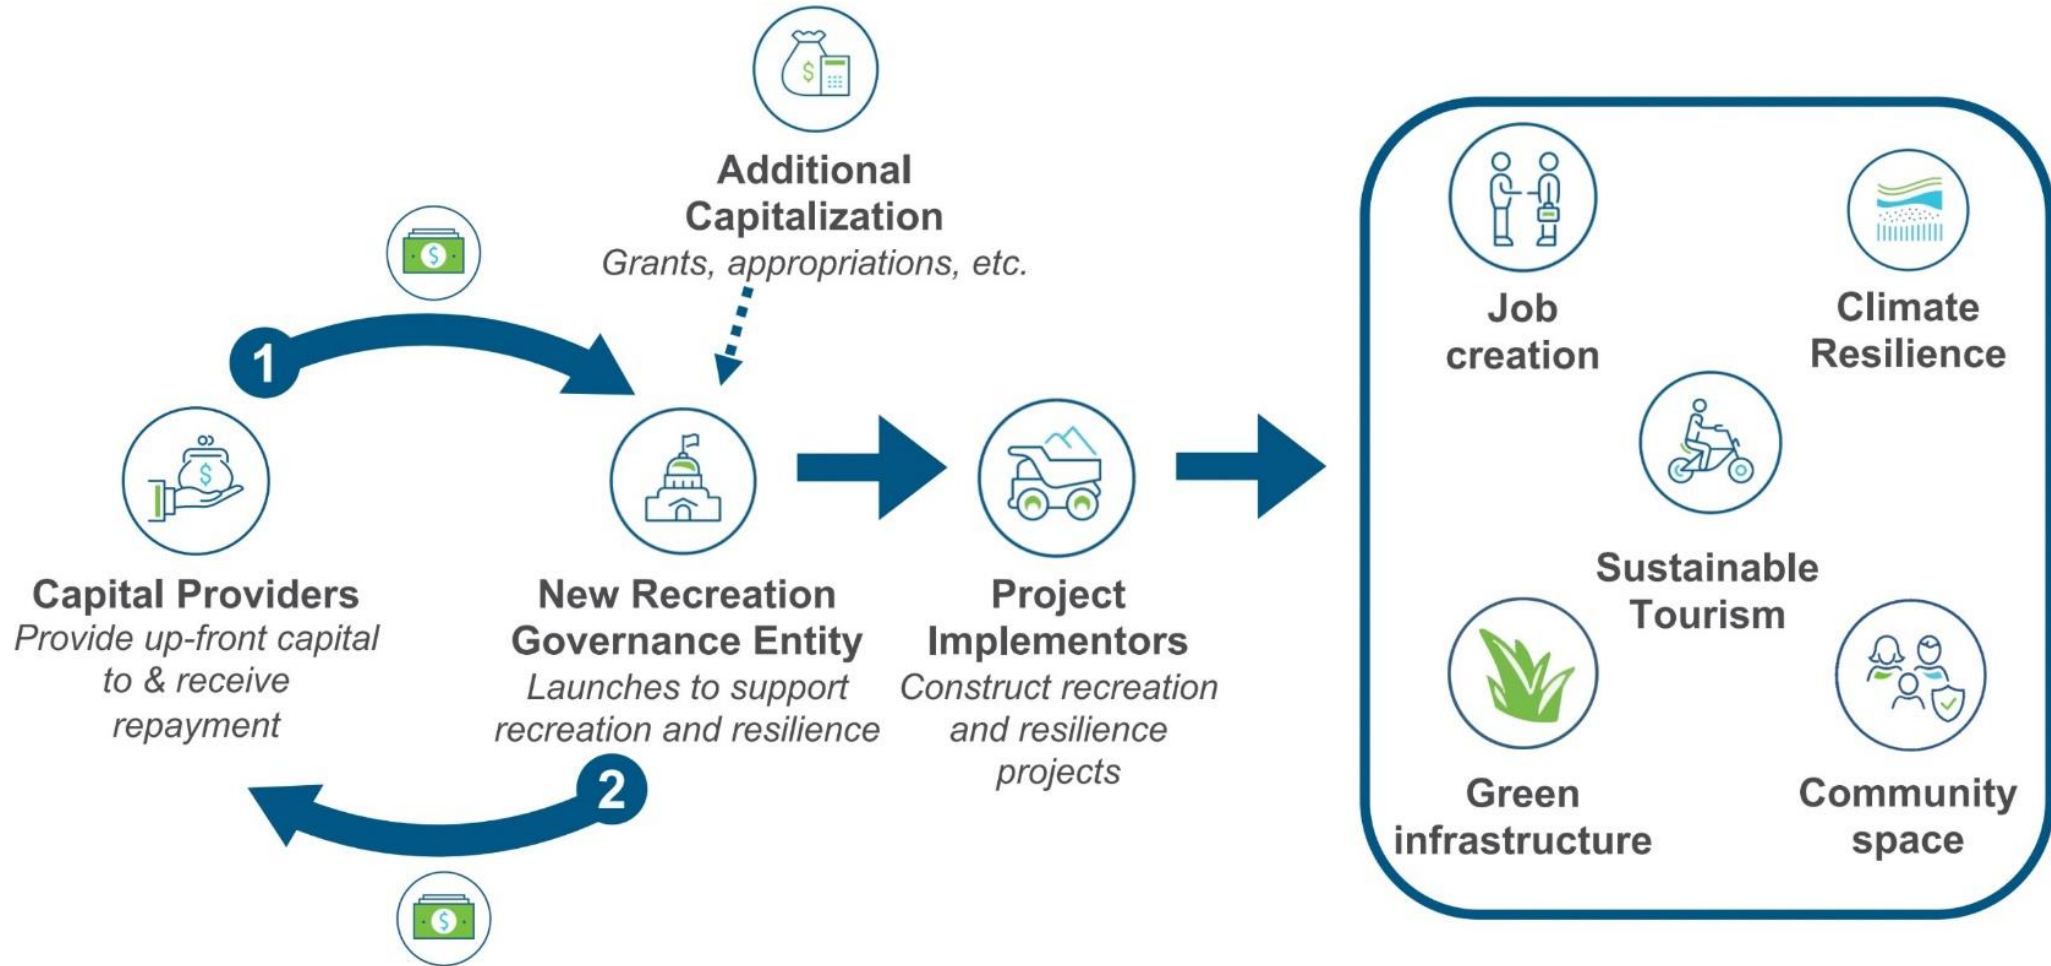 Additional
Capitalization
Grants, appropriations, etc.
1
Capital Providers
Provide up-front capital
to & receive
repayment
New Recreation
Governance Entity
Launches to support
recreation and resilience
2
Project
Implementors
Construct recreation
and resilience
projects
Job
creation
Climate
Resilience
Sustainable
Tourism
Green
infrastructure
Community
space
$
$
$
$